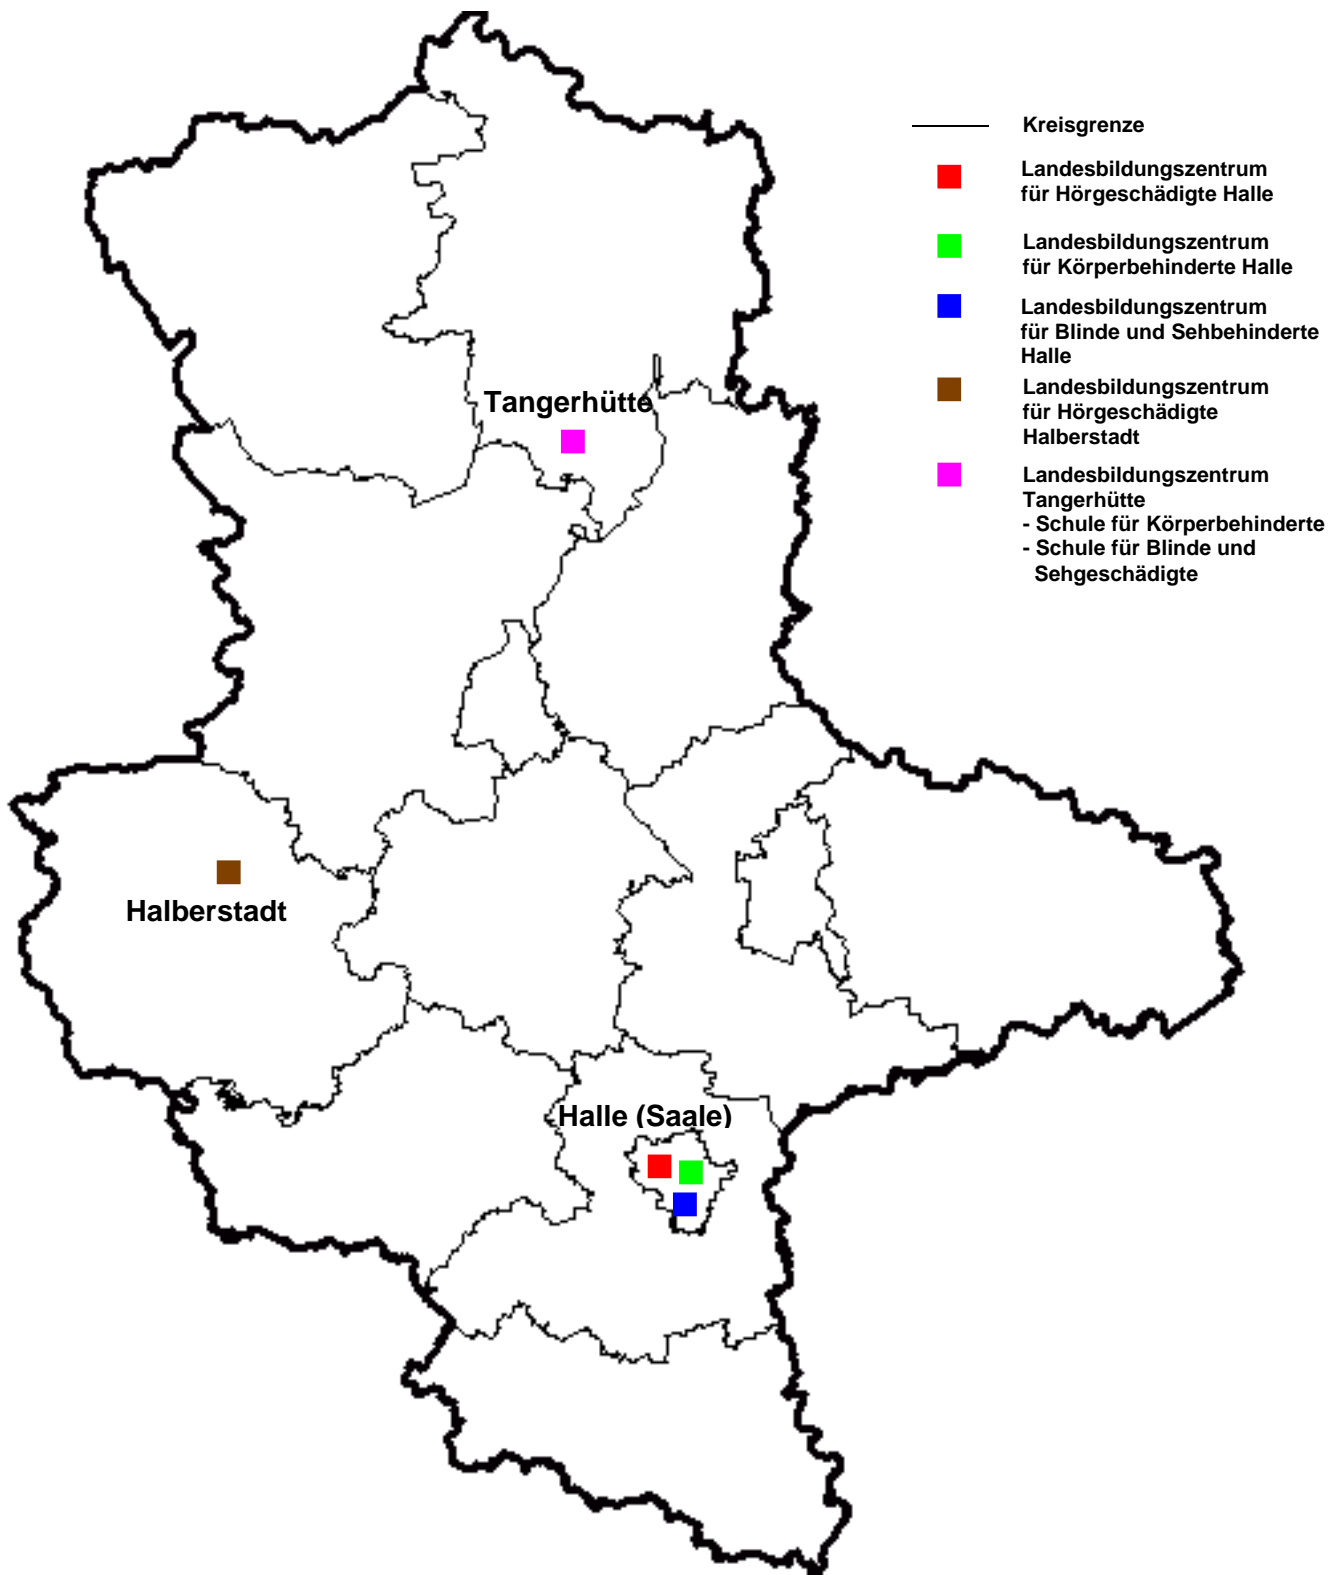 Kreisgrenze
Landesbildungszentrum
für Hörgeschädigte Halle
Landesbildungszentrum
für Körperbehinderte Halle
Landesbildungszentrum
für Blinde und Sehbehinderte
Halle
Landesbildungszentrum
für Hörgeschädigte
Halberstadt
Landesbildungszentrum
Tangerhütte
- Schule für Körperbehinderte
- Schule für Blinde und
Sehgeschädigte
Tangerhütte
Halberstadt
Halle (Saale)